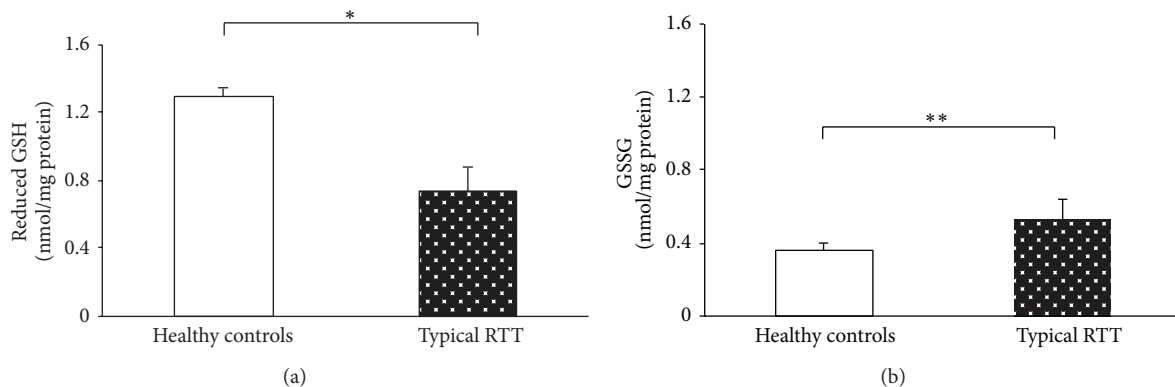 *
1.6
1.2
0.8
0.4
0
Reduced GSH
(nmol/mg protein)
Healthy controls Typical RTT
(a)
**
1.6
1.2
0.8
0.4
0
GSSG
(nmol/mg protein)
Healthy controls Typical RTT
(b)